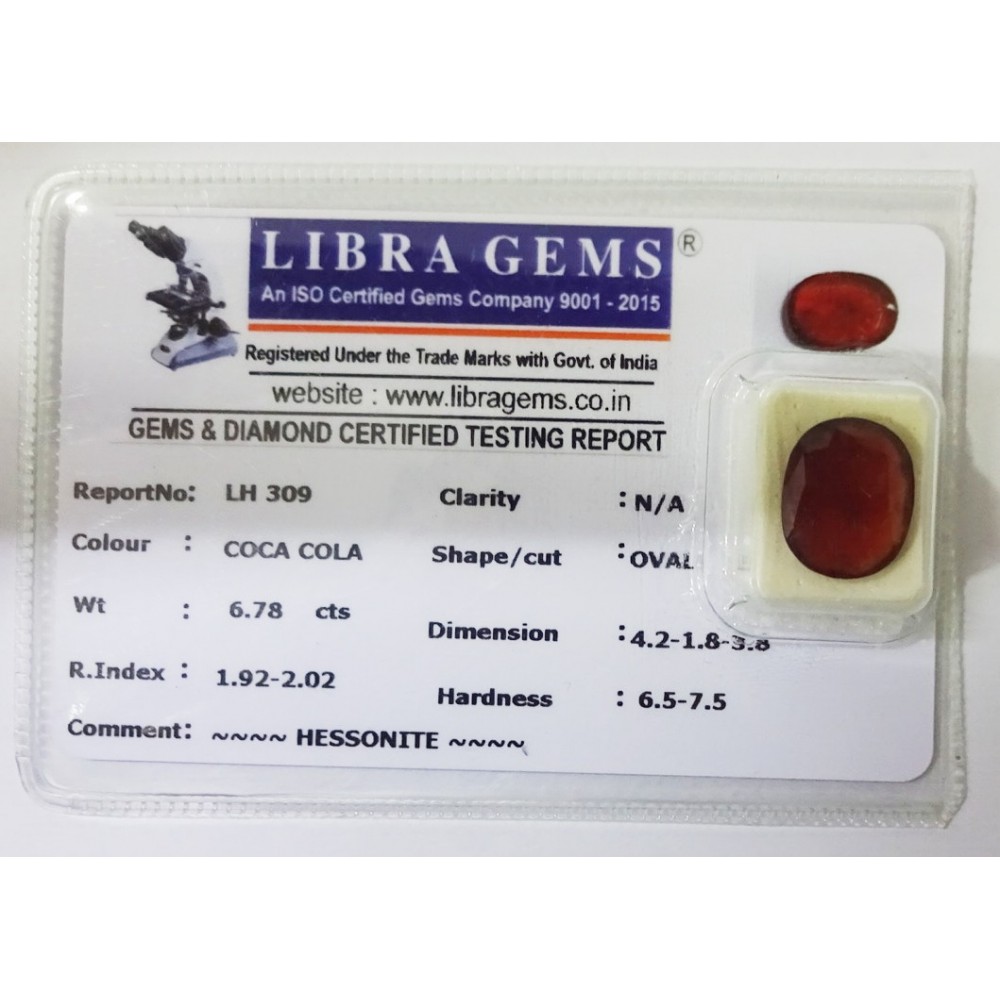 LIBRA GEMS ®
An ISO Certified Gems Company 9001 - 2015
Registered Under the Trade Marks with Govt. of India
website : www.libragems.co.in
GEMS & DIAMOND CERTIFIED TESTING REPORT
ReportNo: LH 309
Colour : COCA COLA
Wt : 6.78 cts
R.Index : 1.92-2.02
Comment: ~~~~ HESSONITE ~~~~
Clarity : N/A
Shape/cut : OVAL
Dimension : 4.2-1.8-3.8
Hardness : 6.5-7.5